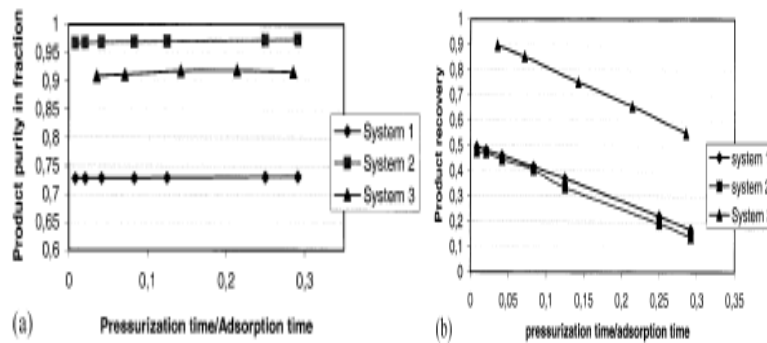 Product purity in fraction
1
0,95
0,9
0,85
0,8
0,75
0,7
0,65
0,6
0
0,1
0,2
0,3
System 1
System 2
System 3
(a)
Pressurization time/Adsorption time
Product recovery
1
0,9
0,8
0,7
0,6
0,5
0,4
0,3
0,2
0,1
0
0
0,05
0,1
0,15
0,2
0,25
0,3
0,35
system 1
system 2
System 3
(b)
pressurization time/adsorption time